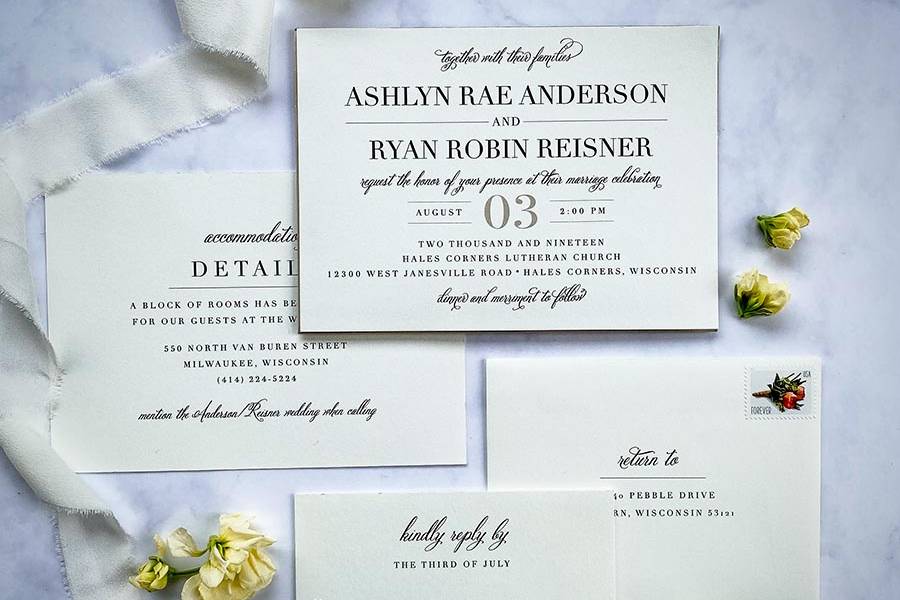 together with their families
ASHLYN RAE ANDERSON
AND
RYAN ROBIN REISNER
request the honor of your presence at their marriage celebration
AUGUST 03 2:00 PM
TWO THOUSAND AND NINETEEN
HALES CORNERS LUTHERAN CHURCH
12300 WEST JANESVILLE ROAD • HALES CORNERS, WISCONSIN
dinner and merriment to follow
accommodatio
DETAIL
A BLOCK OF ROOMS HAS BE
FOR OUR GUESTS AT THE W
550 NORTH VAN BUREN STREET
MILWAUKEE, WISCONSIN
(414) 224-5224
mention the Anderson/Reisner wedding when calling
USA
FOREVER
return to
40 PEBBLE DRIVE
RN, WISCONSIN 53121
kindly reply by
THE THIRD OF JULY